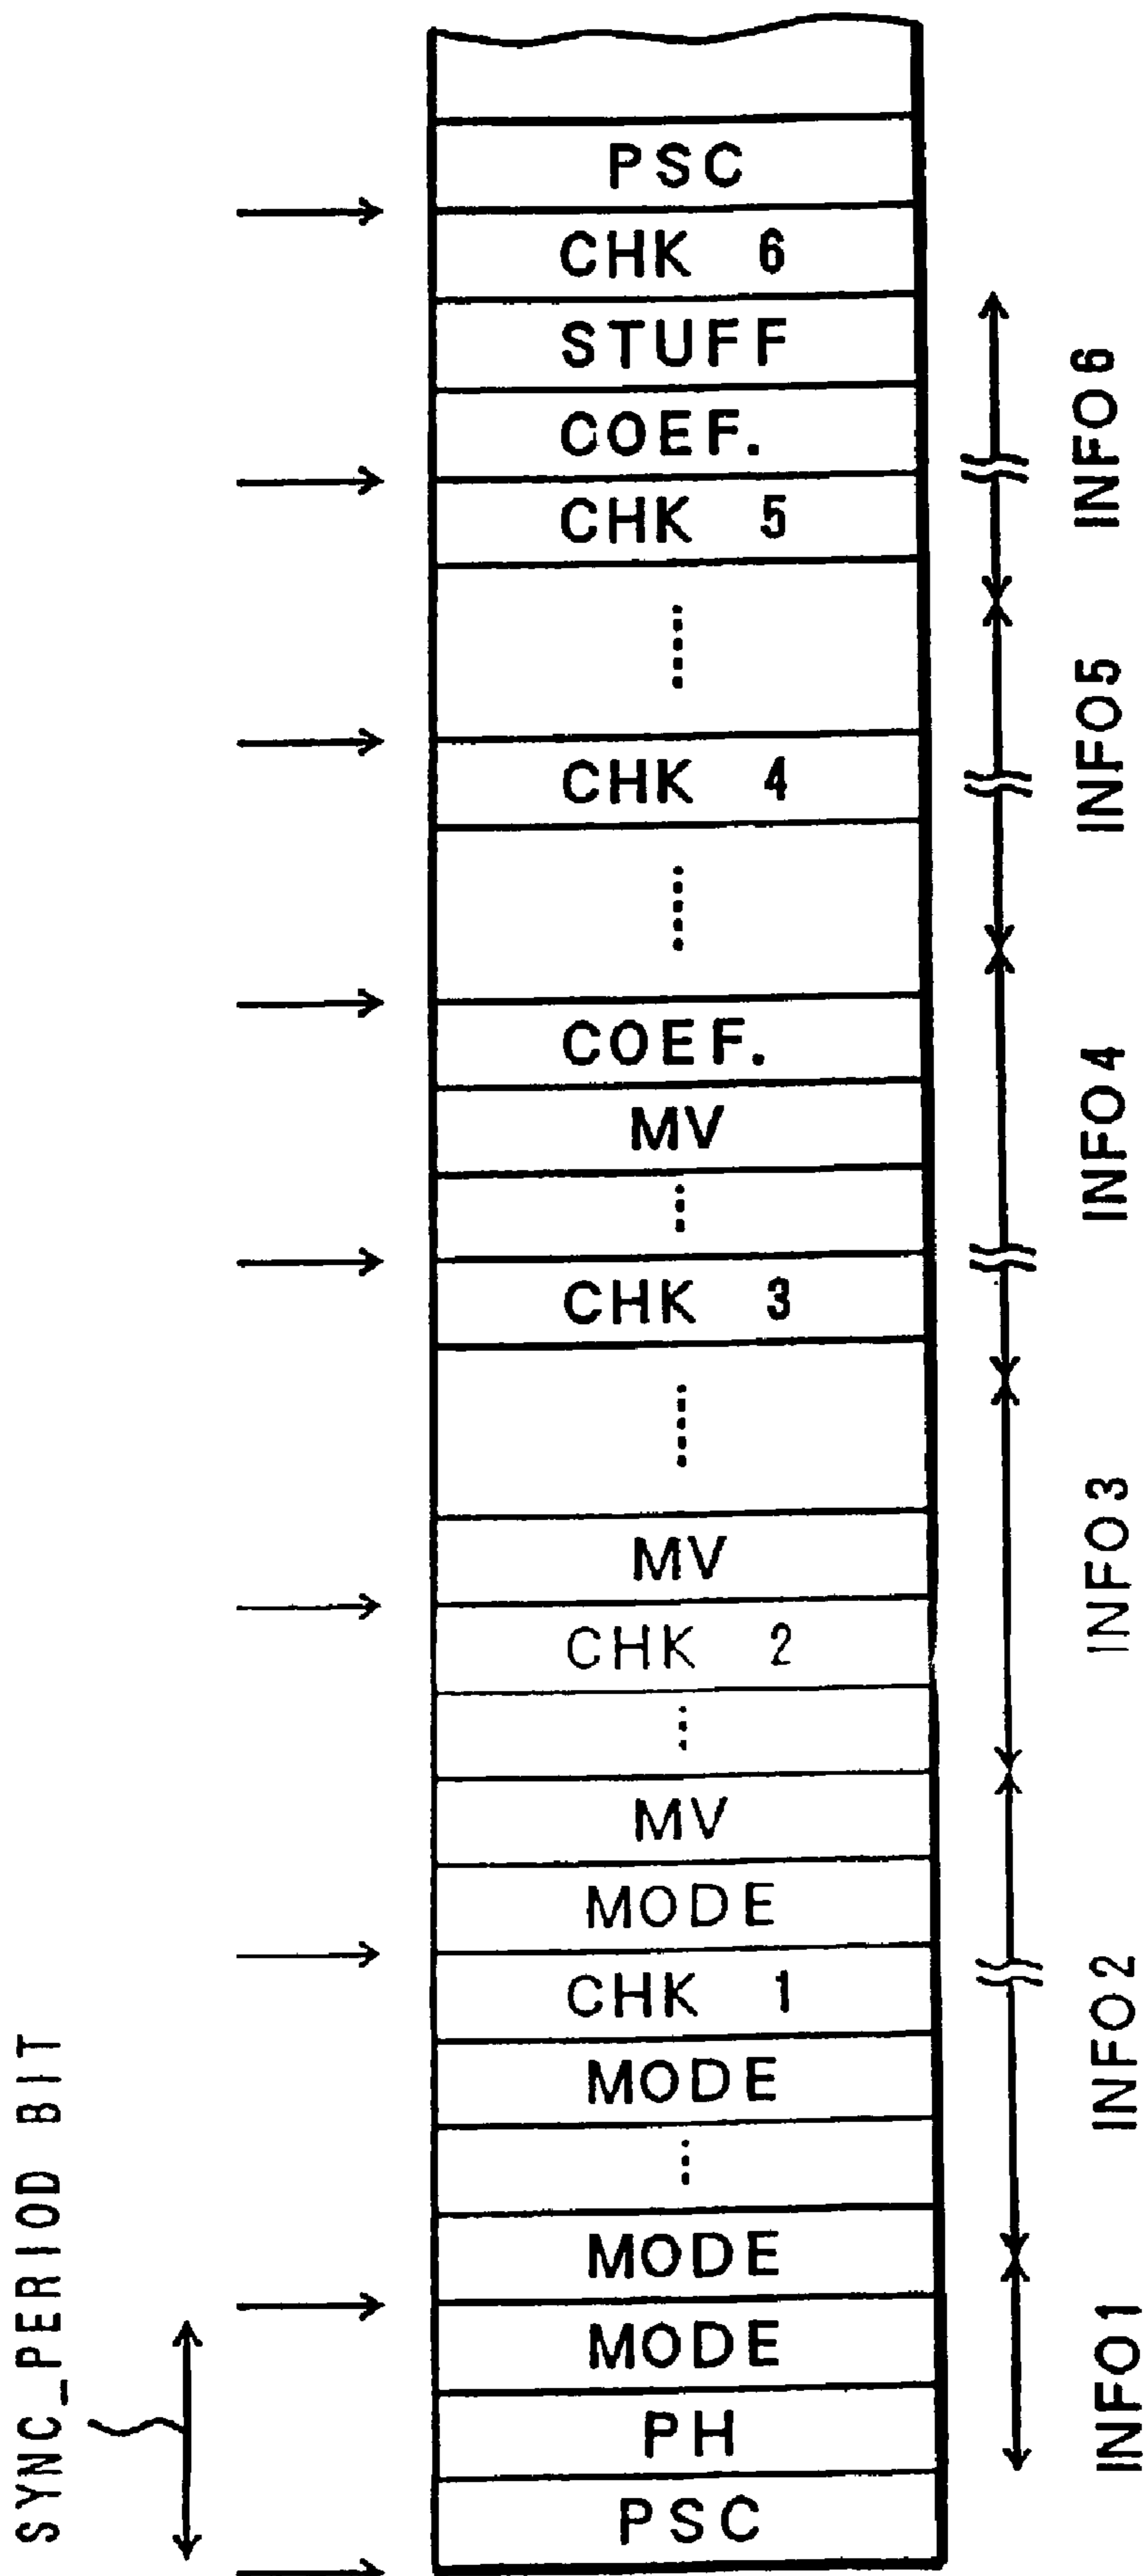 PSC
CHK 6
STUFF
COEF.
CHK 5
CHK 4
COEF.
MV
CHK 3
MV
CHK 2
MV
MODE
CHK 1
MODE
MODE
MODE
PH
PSC
INFO6
INFO5
INFO4
INFO3
INFO2
INFO1
SYNC_PERIOD BIT